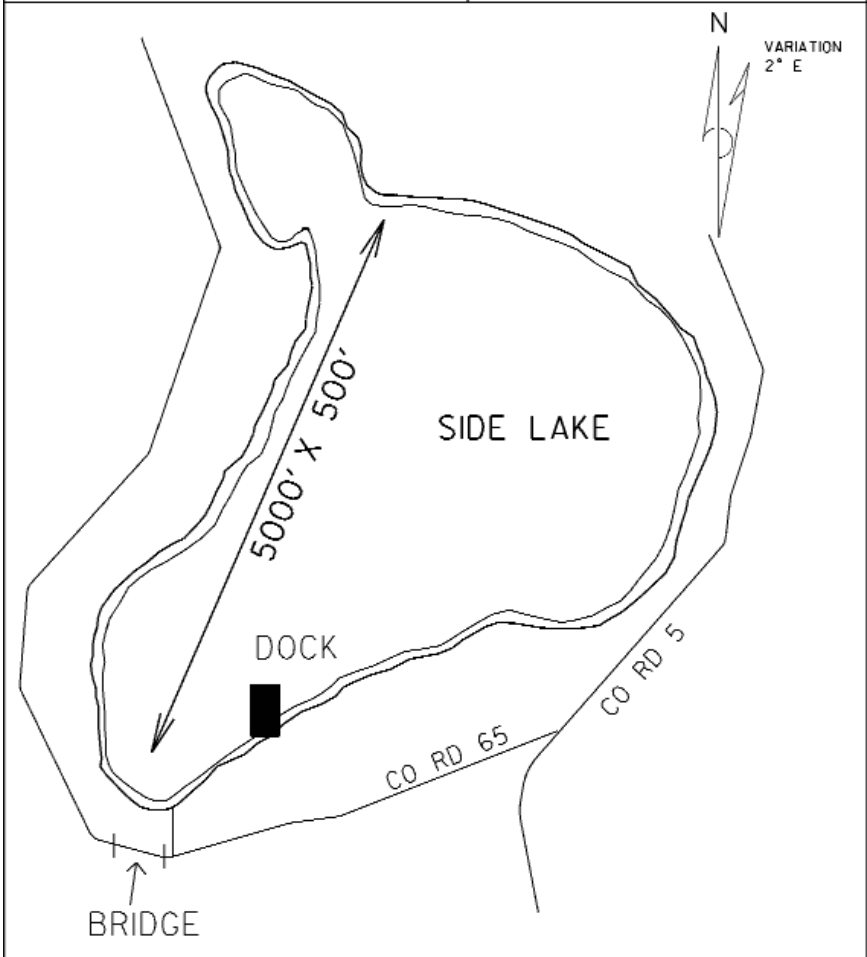 N
VARIATION
2° E
5000' X 500'
SIDE LAKE
DOCK
CO RD 5
CO RD 65
BRIDGE